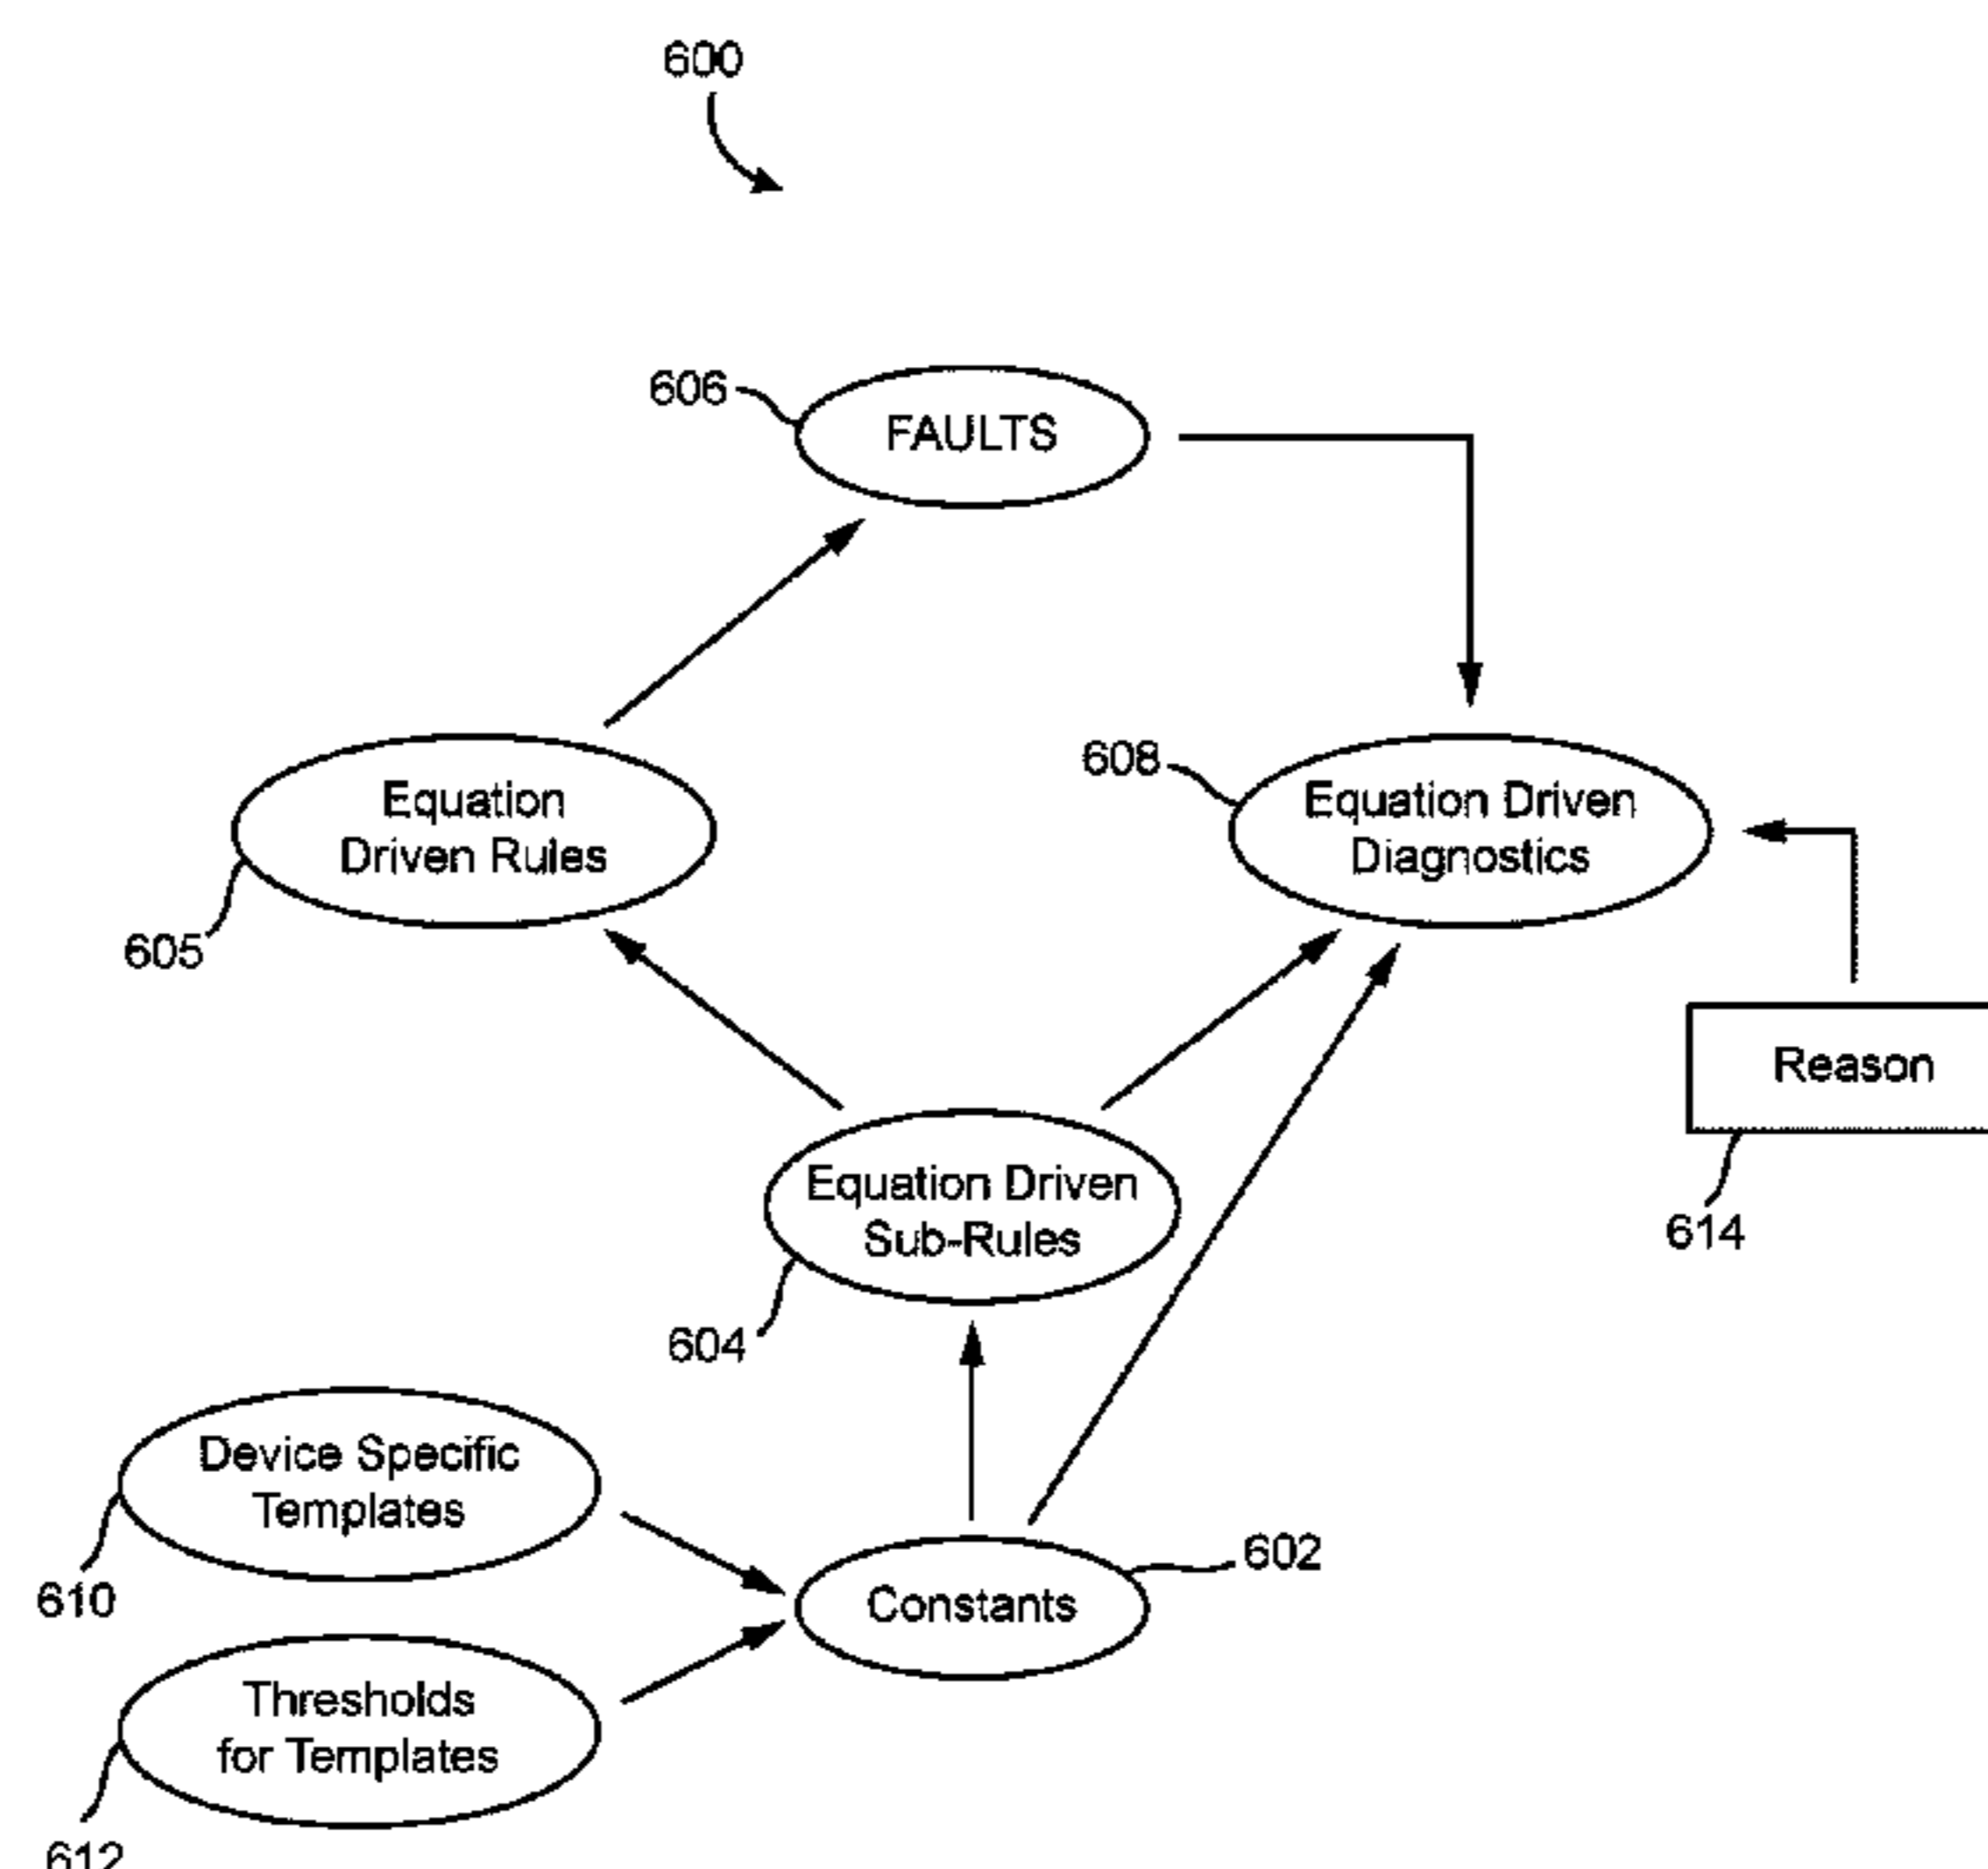 600
606
FAULTS
608
Equation
Driven Rules
Equation Driven
Diagnostics
605
Reason
614
Equation Driven
Sub-Rules
604
Device Specific
Templates
610
602
Constants
Thresholds
for Templates
612